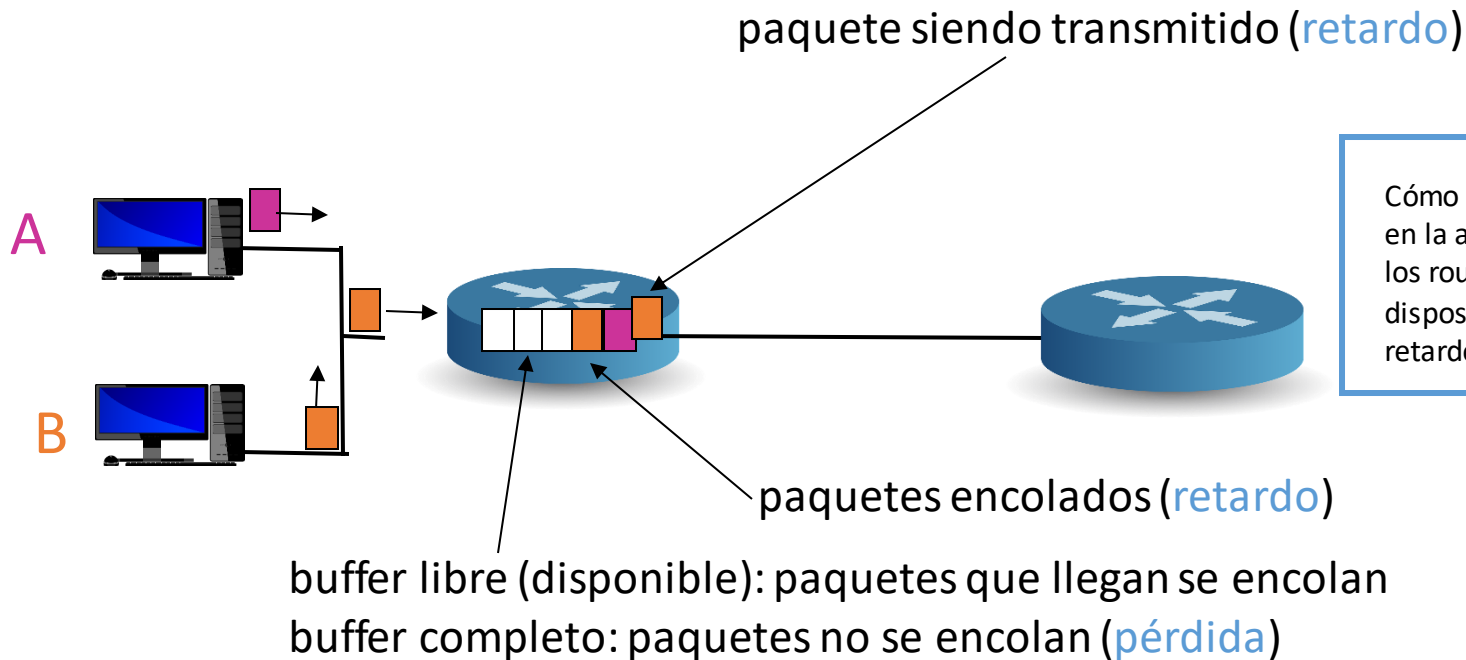 paquete siendo transmitido (retardo)
Cómo
en la a
los rou
dispos
retard
A
B
paquetes encolados (retardo)
buffer libre (disponible): paquetes que llegan se encolan
buffer completo: paquetes no se encolan (pérdida)